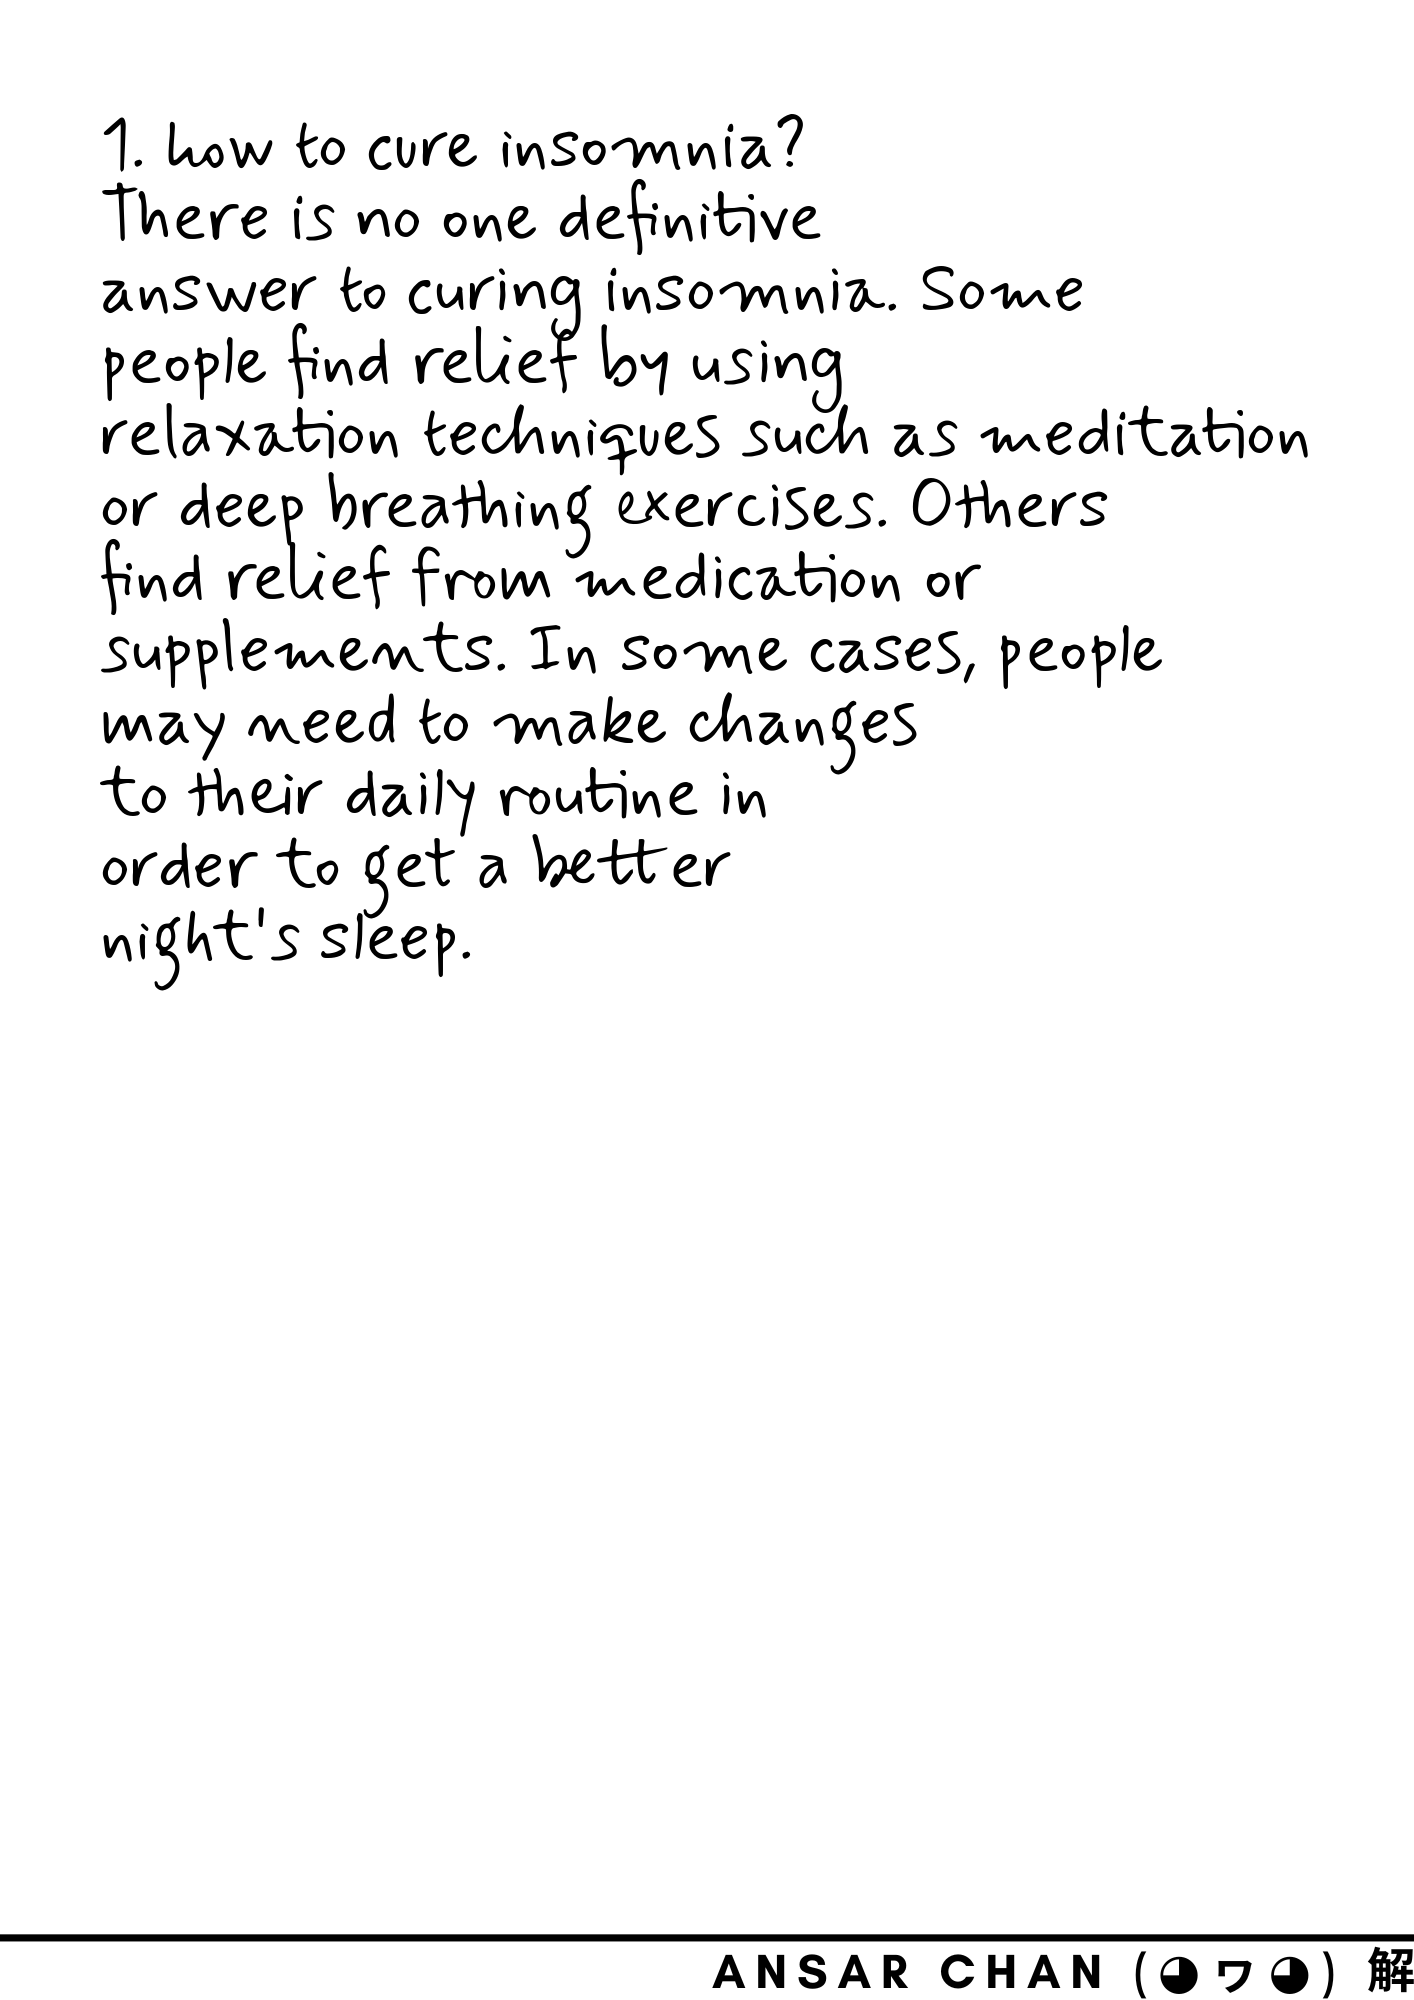 1. how to cure insomnia?
There is no one definitive
answer to curing insomnia. Some
people find relief by using
relaxation techniques such as meditation
or deep breathing exercises. Others
find relief from medication or
supplements. In some cases, people
may need to make changes
to their daily routine in
order to get a better
night's sleep.
ANSAR CHAN (◕ヮ◕) 解